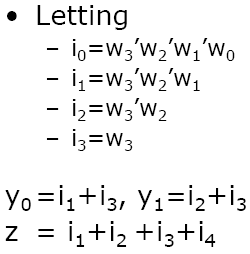 • Letting
– i₀=w₃′w₂′w₁′w₀
– i₁=w₃′w₂′w₁
– i₂=w₃′w₂
– i₃=w₃
y₀=i₁+i₃, y₁=i₂+i₃
z = i₁+i₂ +i₃+i₄